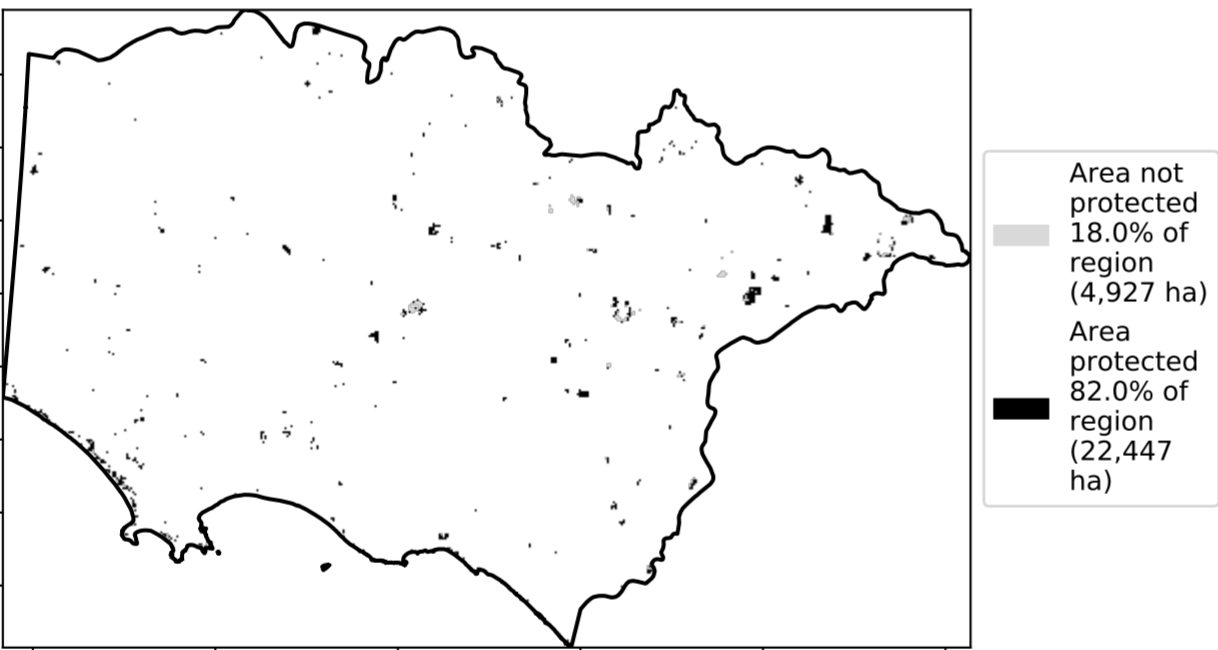 Area not
protected
18.0% of
region
(4,927 ha)
Area
protected
82.0% of
region
(22,447
ha)